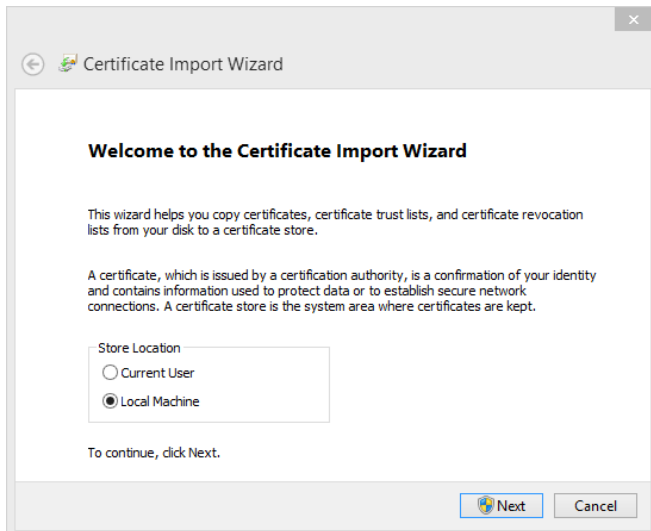 Certificate Import Wizard
Welcome to the Certificate Import Wizard
This wizard helps you copy certificates, certificate trust lists, and certificate revocation
lists from your disk to a certificate store.
A certificate, which is issued by a certification authority, is a confirmation of your identity
and contains information used to protect data or to establish secure network
connections. A certificate store is the system area where certificates are kept.
Store Location
Current User
Local Machine
To continue, click Next.
Next Cancel